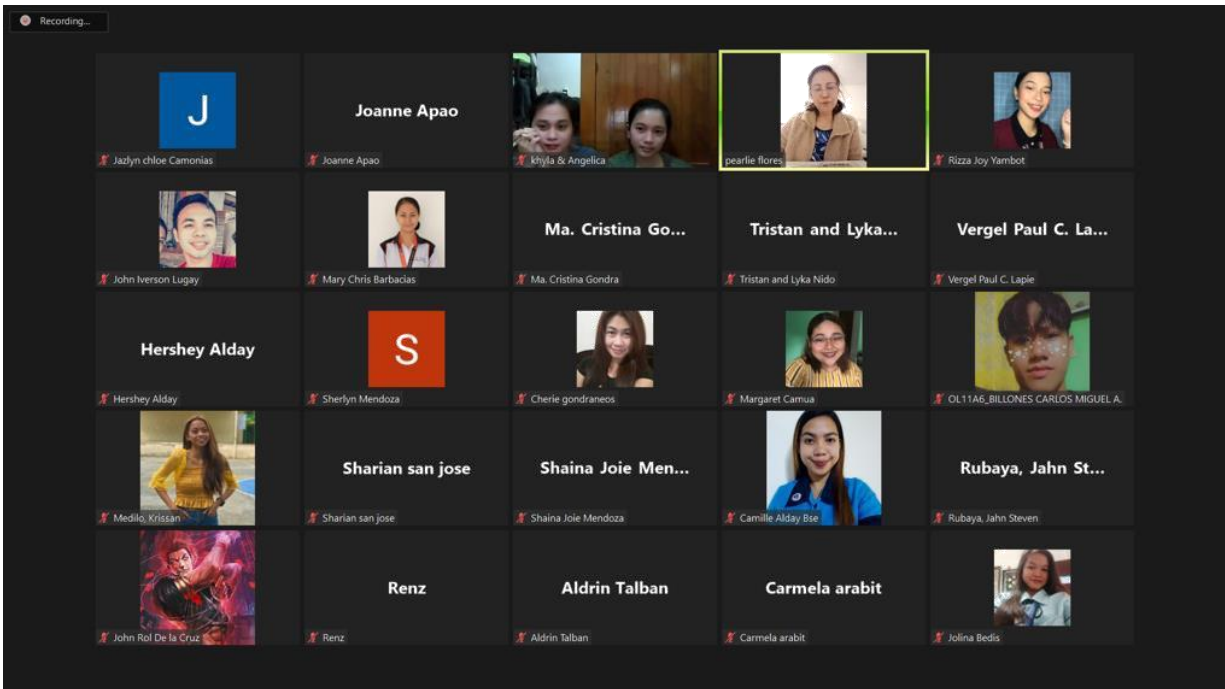 Recording...
J
Jazlyn chloe Camonias
Joanne Apao
Joanne Apao
khyla & Angelica
pearlie flores
Rizza Joy Yambot
John Iverson Lugay
Mary Chris Barbacias
Ma. Cristina Go...
Ma. Cristina Gondra
Tristan and Lyka...
Tristan and Lyka Nido
Vergel Paul C. La...
Vergel Paul C. Lapie
Hershey Alday
Hershey Alday
S
Sherlyn Mendoza
Cherie gondraneos
Margaret Camua
OL11A6_BILLONES CARLOS MIGUEL A.
Medilo, Krissan
Sharian san jose
Sharian san jose
Shaina Joie Men...
Shaina Joie Mendoza
Camille Alday Bse
Rubaya, Jahn St...
Rubaya, Jahn Steven
John Rol De la Cruz
Renz
Renz
Aldrin Talban
Aldrin Talban
Carmela arabit
Carmela arabit
Jolina Bedis